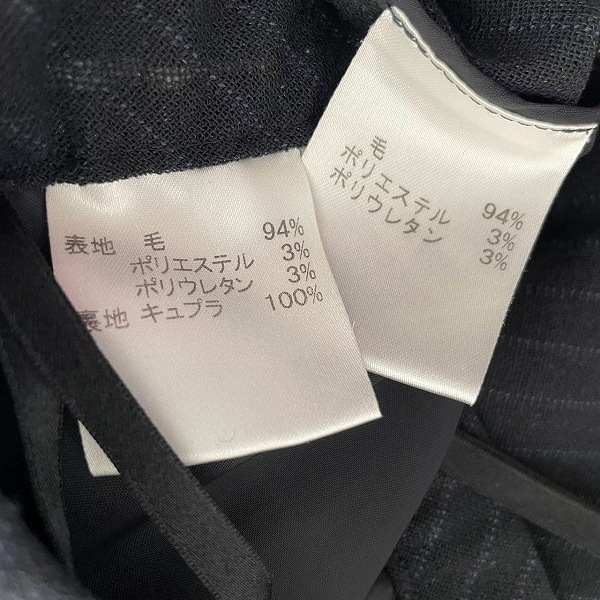 表地 毛 94%
ポリエステル 3%
ポリウレタン 3%
裏地 キュプラ 100%
毛 94%
ポリエステル 3%
ポリウレタン 3%